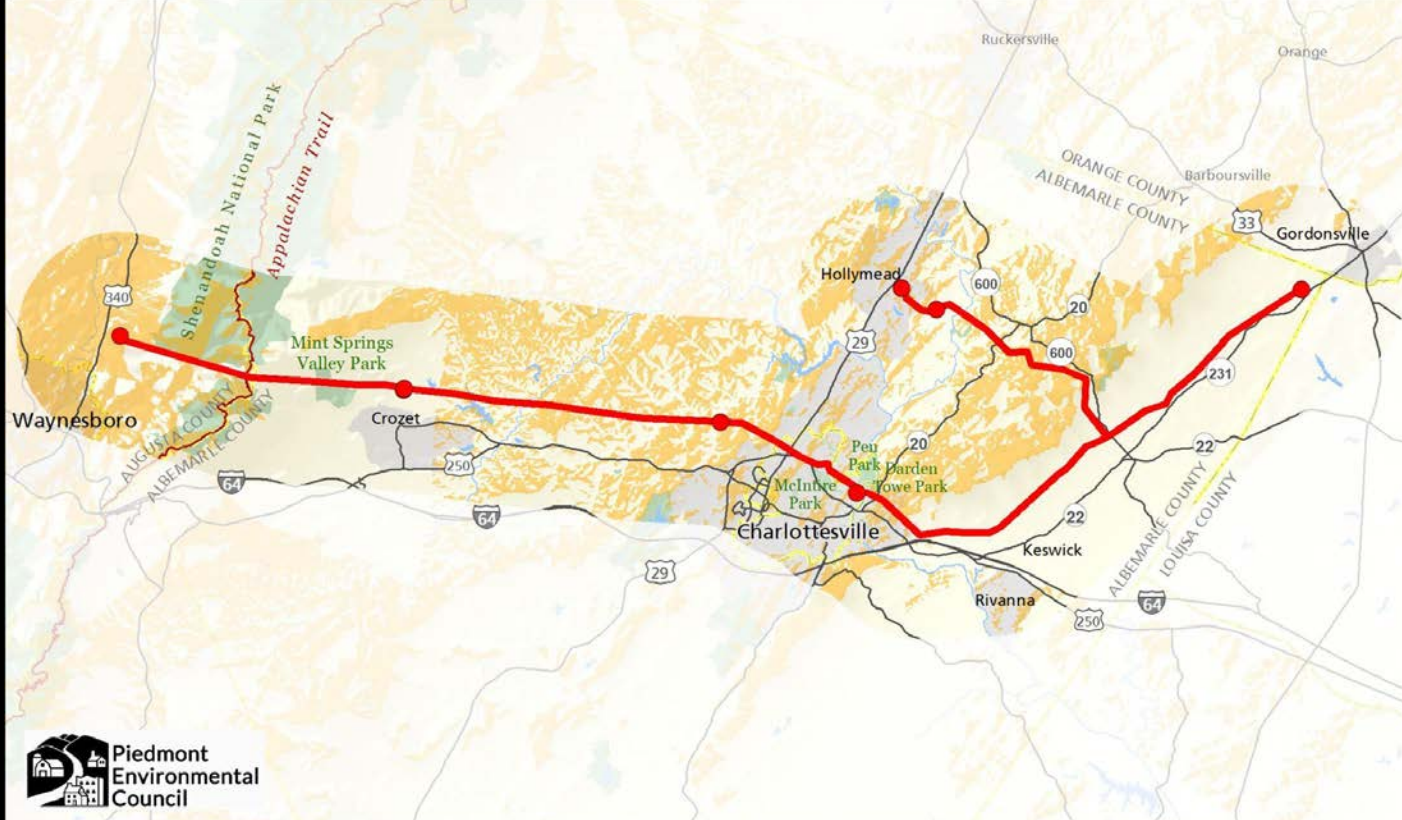 Ruckersville
Orange
Shenandoah National Park
Appalachian Trail
ORANGE COUNTY
ALBEMARLE COUNTY
Barboursville
33
Gordonsville
Hollymead
600
340
20
Mint Springs
Valley Park
29
600
231
Waynesboro
Crozet
AUGUSTA COUNTY
ALBEMARLE COUNTY
250
64
20
22
Peu
Park
Darden
Towe Park
McIntire
Park
64
Charlottesville
22
Keswick
ALBEMARLE COUNTY
LOUISA COUNTY
29
Rivanna
64
250
Piedmont
Environmental
Council